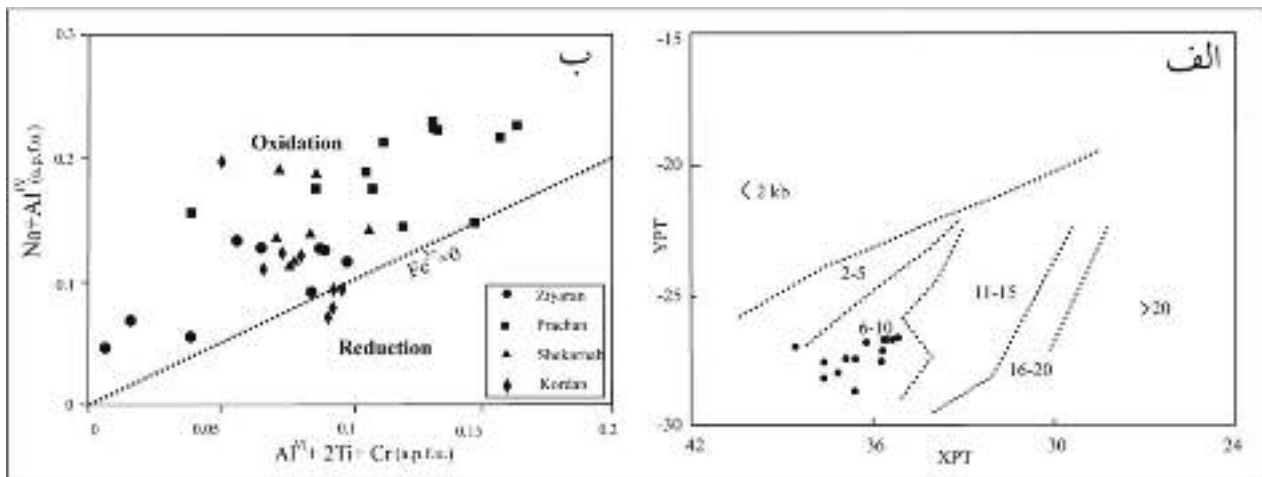 ب
0.3
0.2
0.1
0
Na+Al^IV (a.p.f.u.)
Oxidation
Reduction
Ziyaran
Shekarnab
Kordan
0 0.05 0.1 0.15 0.2
Al^VI+ 2Ti+ Cr (a.p.f.u.)
الف
-15
-20
-25
-30
YPT
2 kb
2-5
6-10
11-15
16-20
>20
42 36 30 24
XPT